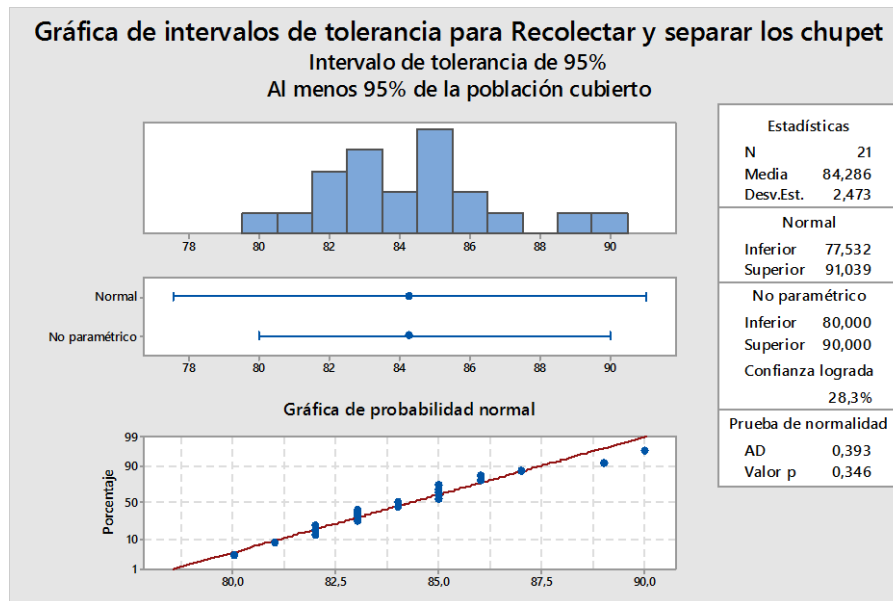 Gráfica de intervalos de tolerancia para Recolectar y separar los chupet
Intervalo de tolerancia de 95%
Al menos 95% de la población cubierto
78 80 82 84 86 88 90
Normal
No paramétrico
78 80 82 84 86 88 90
Gráfica de probabilidad normal
Porcentaje
99
90
50
10
1
80,0 82,5 85,0 87,5 90,0
Estadísticas
N 21
Media 84,286
Desv.Est. 2,473
Normal
Inferior 77,532
Superior 91,039
No paramétrico
Inferior 80,000
Superior 90,000
Confianza lograda
28,3%
Prueba de normalidad
AD 0,393
Valor p 0,346